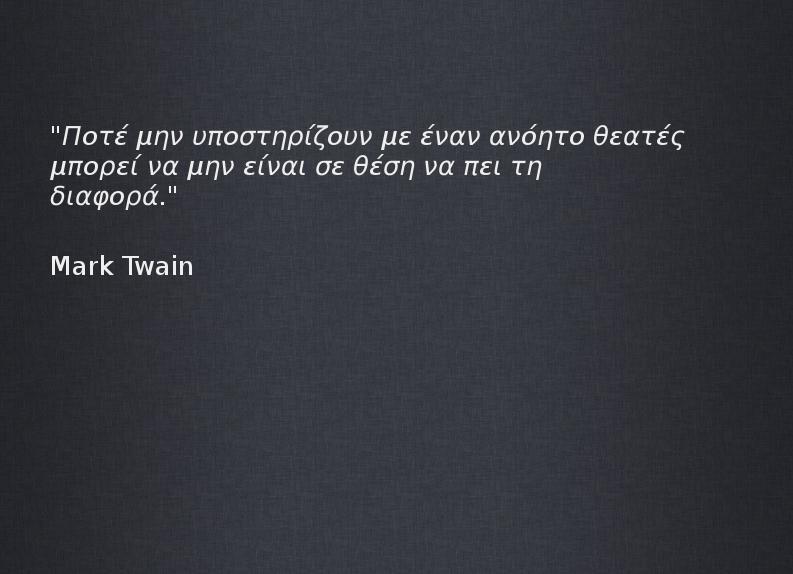 "Ποτέ μην υποστηρίζουν με έναν ανόητο θεατές
μπορεί να μην είναι σε θέση να πει τη
διαφορά."
Mark Twain